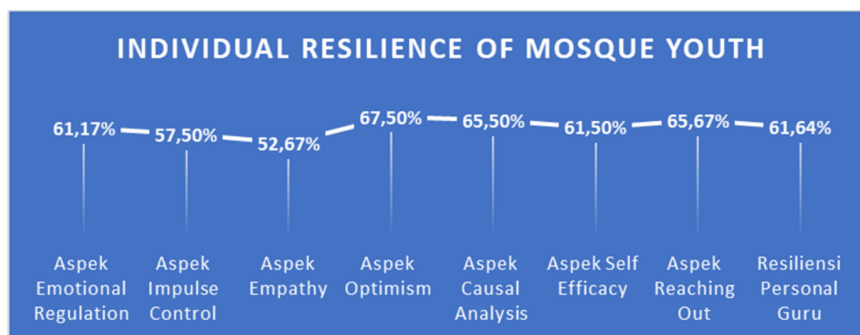 INDIVIDUAL RESILIENCE OF MOSQUE YOUTH
61,17%
57,50%
52,67%
67,50%
65,50%
61,50%
65,67%
61,64%
Aspek
Emotional
Regulation
Aspek
Impulse
Control
Aspek
Empathy
Aspek
Optimism
Aspek
Causal
Analysis
Aspek Self
Efficacy
Aspek
Reaching
Out
Resiliensi
Personal
Guru